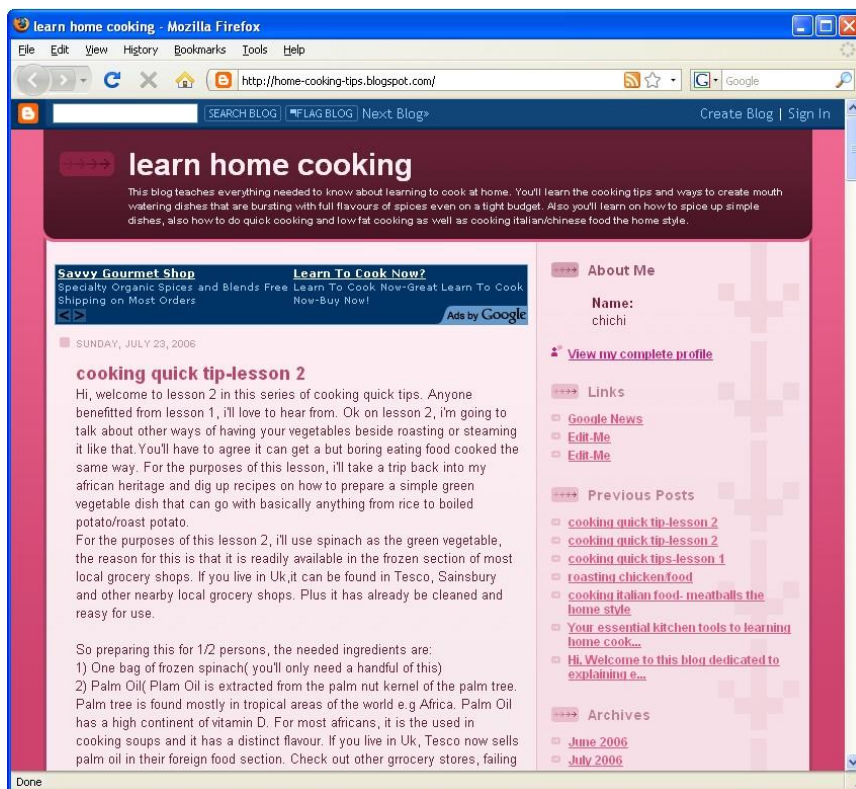 learn home cooking - Mozilla Firefox
File Edit View History Bookmarks Tools Help
http://home-cooking-tips.blogspot.com/
G Google
SEARCH BLOG FLAG BLOG Next Blog»
Create Blog | Sign In
learn home cooking
This blog teaches everything needed to know about learning to cook at home. You'll learn the cooking tips and ways to create mouth
watering dishes that are bursting with full flavours of spices even on a tight budget. Also you'll learn on how to spice up simple
dishes, also how to do quick cooking and low fat cooking as well as cooking italian/chinese food the home style.
Savvy Gourmet Shop
Specialty Organic Spices and Blends Free
Shipping on Most Orders
Learn To Cook Now?
Learn To Cook Now-Great Learn To Cook
Now-Buy Now!
Ads by Google
SUNDAY, JULY 23, 2006
cooking quick tip-lesson 2
Hi, welcome to lesson 2 in this series of cooking quick tips. Anyone
benefitted from lesson 1, i'll love to hear from. Ok on lesson 2, i'm going to
talk about other ways of having your vegetables beside roasting or steaming
it like that.You'll have to agree it can get a but boring eating food cooked the
same way. For the purposes of this lesson, i'll take a trip back into my
african heritage and dig up recipes on how to prepare a simple green
vegetable dish that can go with basically anything from rice to boiled
potato/roast potato.
For the purposes of this lesson 2, i'll use spinach as the green vegetable,
the reason for this is that it is readily available in the frozen section of most
local grocery shops. If you live in Uk,it can be found in Tesco, Sainsbury
and other nearby local grocery shops. Plus it has already be cleaned and
reasy for use.
So preparing this for 1/2 persons, the needed ingredients are:
1) One bag of frozen spinach( you'll only need a handful of this)
2) Palm Oil( Plam Oil is extracted from the palm nut kernel of the palm tree.
Palm tree is found mostly in tropical areas of the world e.g Africa. Palm Oil
has a high continent of vitamin D. For most africans, it is the used in
cooking soups and it has a distinct flavour. If you live in Uk, Tesco now sells
palm oil in their foreign food section. Check out other grrocery stores, failing
About Me
Name:
chichi
View my complete profile
Links
Google News
Edit-Me
Edit-Me
Previous Posts
cooking quick tip-lesson 2
cooking quick tip-lesson 2
cooking quick tips-lesson 1
roasting chicken/food
cooking italian food- meatballs the
home style
Your essential kitchen tools to learning
home cook...
Hi, Welcome to this blog dedicated to
explaining e...
Archives
June 2006
July 2006
Done